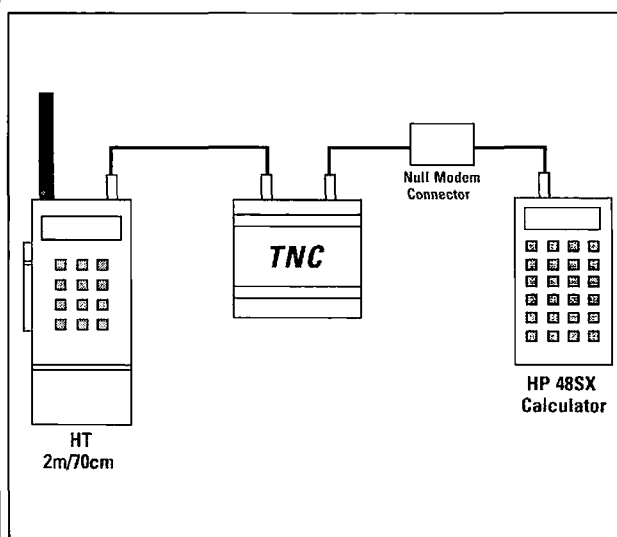 TNC
Null Modem
Connector
HP 48SX
Calculator
HT
2m/70cm